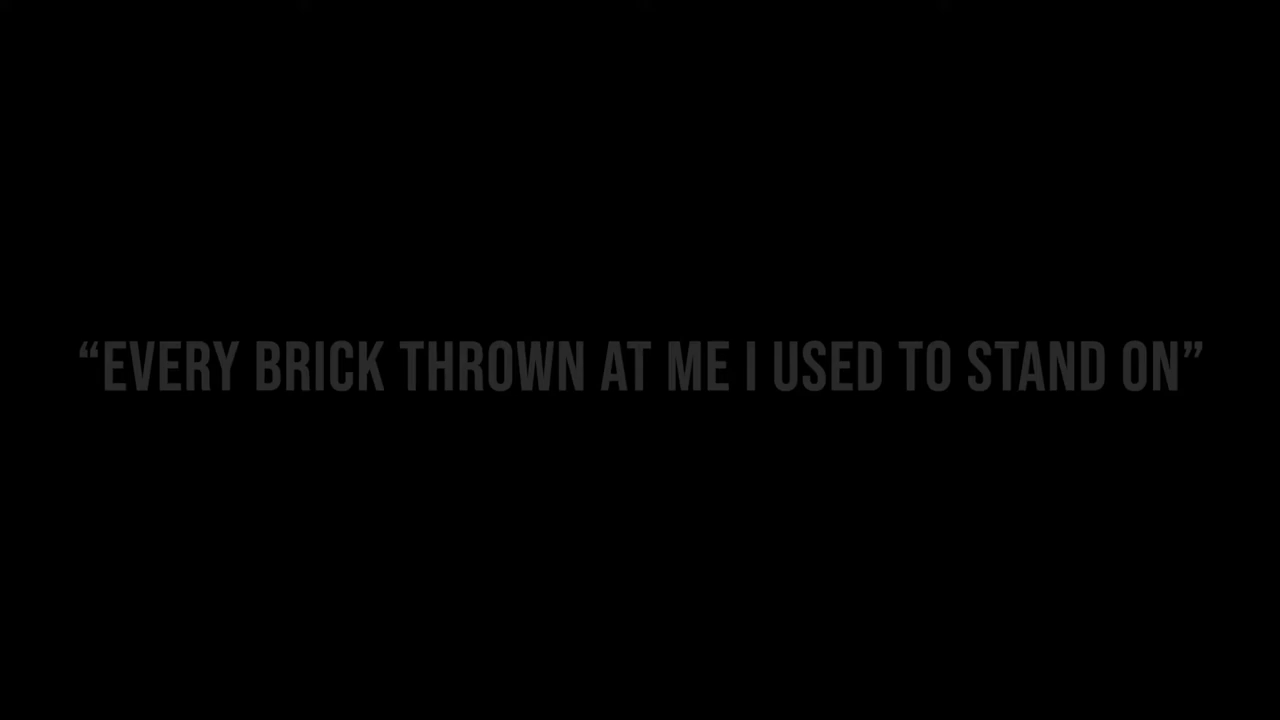 “EVERY BRICK THROWN AT ME I USED TO STAND ON”